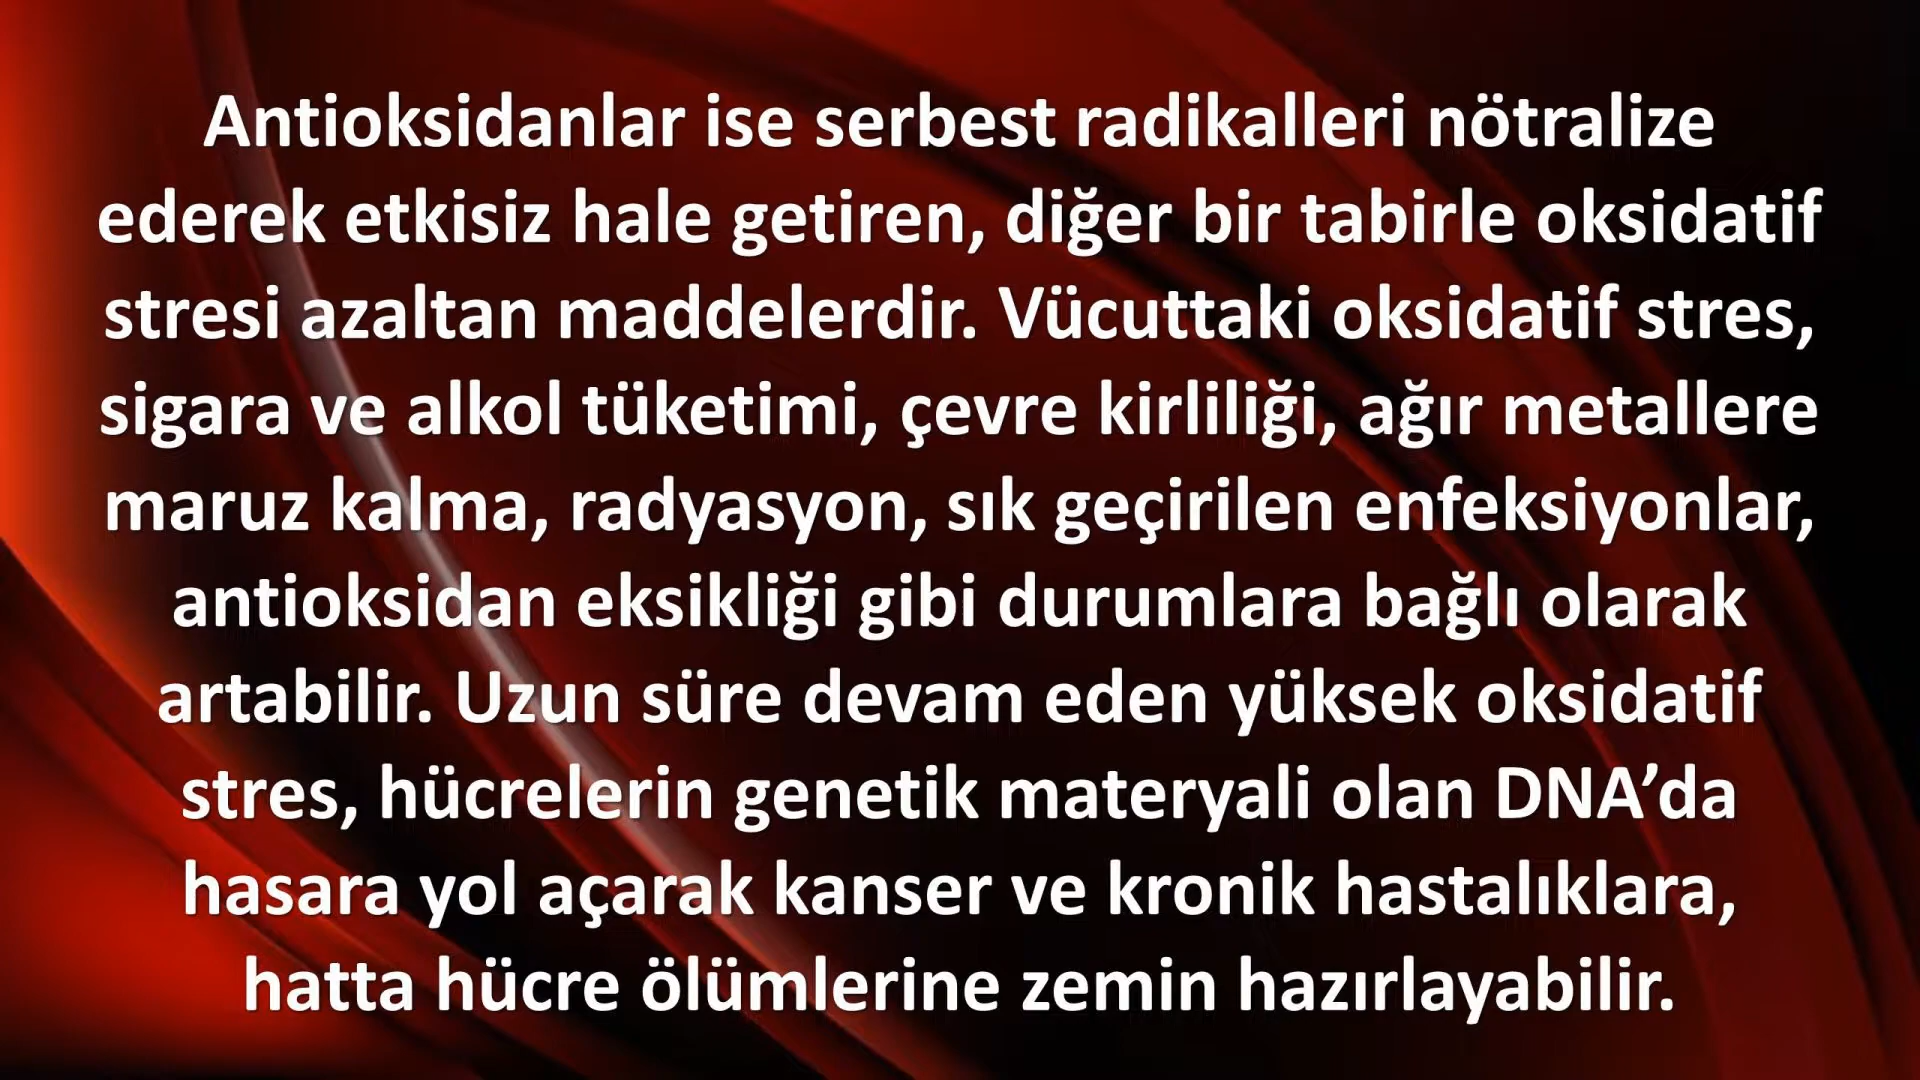 Antioksidanlar ise serbest radikalleri nötralize
ederek etkisiz hale getiren, diğer bir tabirle oksidatif
stresi azaltan maddelerdir. Vücuttaki oksidatif stres,
sigara ve alkol tüketimi, çevre kirliliği, ağır metallere
maruz kalma, radyasyon, sık geçirilen enfeksiyonlar,
antioksidan eksikliği gibi durumlara bağlı olarak
artabilir. Uzun süre devam eden yüksek oksidatif
stres, hücrelerin genetik materyali olan DNA’da
hasara yol açarak kanser ve kronik hastalıklara,
hatta hücre ölümlerine zemin hazırlayabilir.